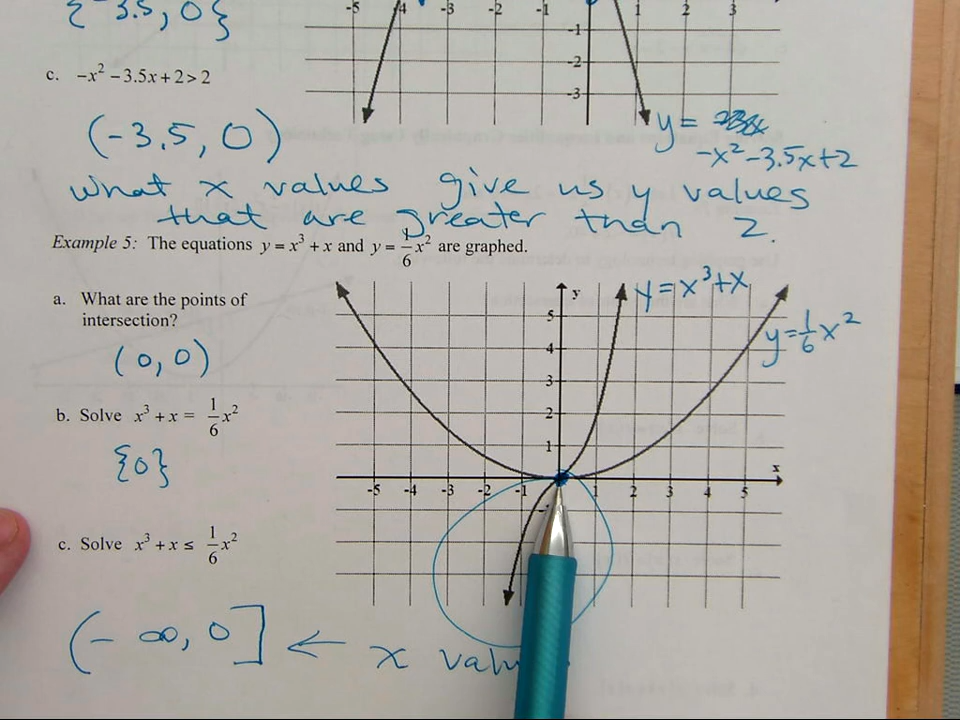 {-3.5, 0}
-5 -4 -3 -2 -1 1 2 3
-1
-2
-3
c. -x² - 3.5x + 2 > 2
(-3.5, 0)
y =
-x² - 3.5x + 2
what x values give us y values
that are greater than 2.
Example 5: The equations y = x³ + x and y = 1/6 x² are graphed.
a. What are the points of
intersection?
(0,0)
b. Solve x³ + x = 1/6 x²
{0}
c. Solve x³ + x ≤ 1/6 x²
(-∞, 0] ← x
y
y = x³ + x
y = 1/6 x²
5
4
3
2
1
x
-5 -4 -3 -2 -1 1 2 3 4 5